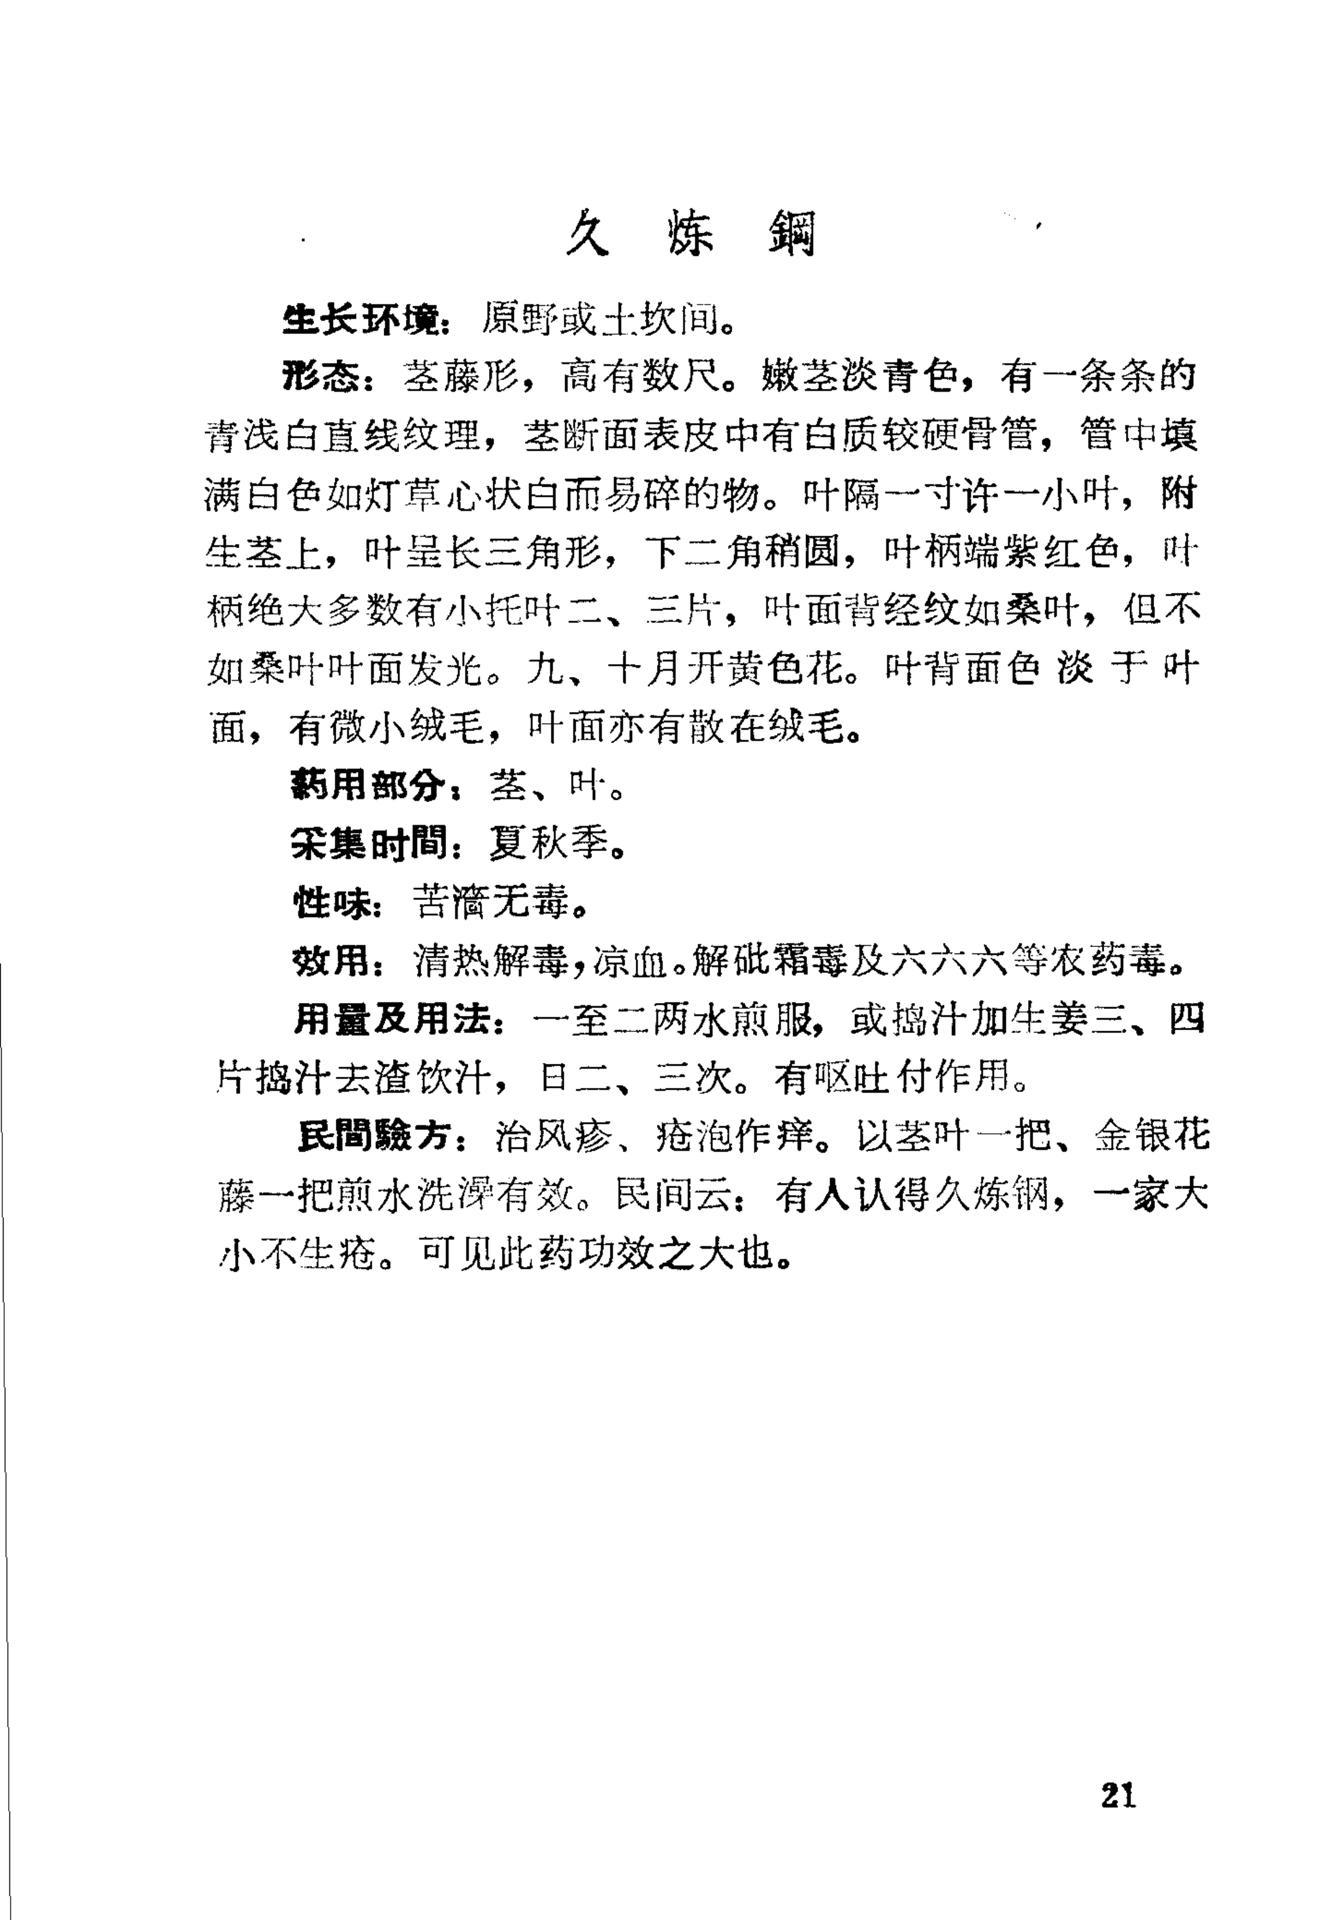 久炼鋼
生长环境：原野或土坎间。
形态：茎藤形，高有数尺。嫩茎淡青色，有一条条的
青浅白直线纹理，茎断面表皮中有白质较硬骨管，管中填
满白色如灯草心状白而易碎的物。叶隔一寸许一小叶，附
生茎上，叶呈长三角形，下二角稍圆，叶柄端紫红色，叶
柄绝大多数有小托叶二、三片，叶面背经纹如桑叶，但不
如桑叶叶面发光。九、十月开黄色花。叶背面色淡于叶
面，有微小绒毛，叶面亦有散在绒毛。
药用部分：茎、叶。
采集时間：夏秋季。
性味：苦濇无毒。
效用：清热解毒，凉血。解砒霜毒及六六六等农药毒。
用量及用法：一至二两水煎服，或捣汁加生姜三、四
片捣汁去渣饮汁，日二、三次。有呕吐付作用。
民間驗方：治风疹、疮泡作痒。以茎叶一把、金银花
藤一把煎水洗澡有效。民间云：有人认得久炼钢，一家大
小不生疮。可见此药功效之大也。
21